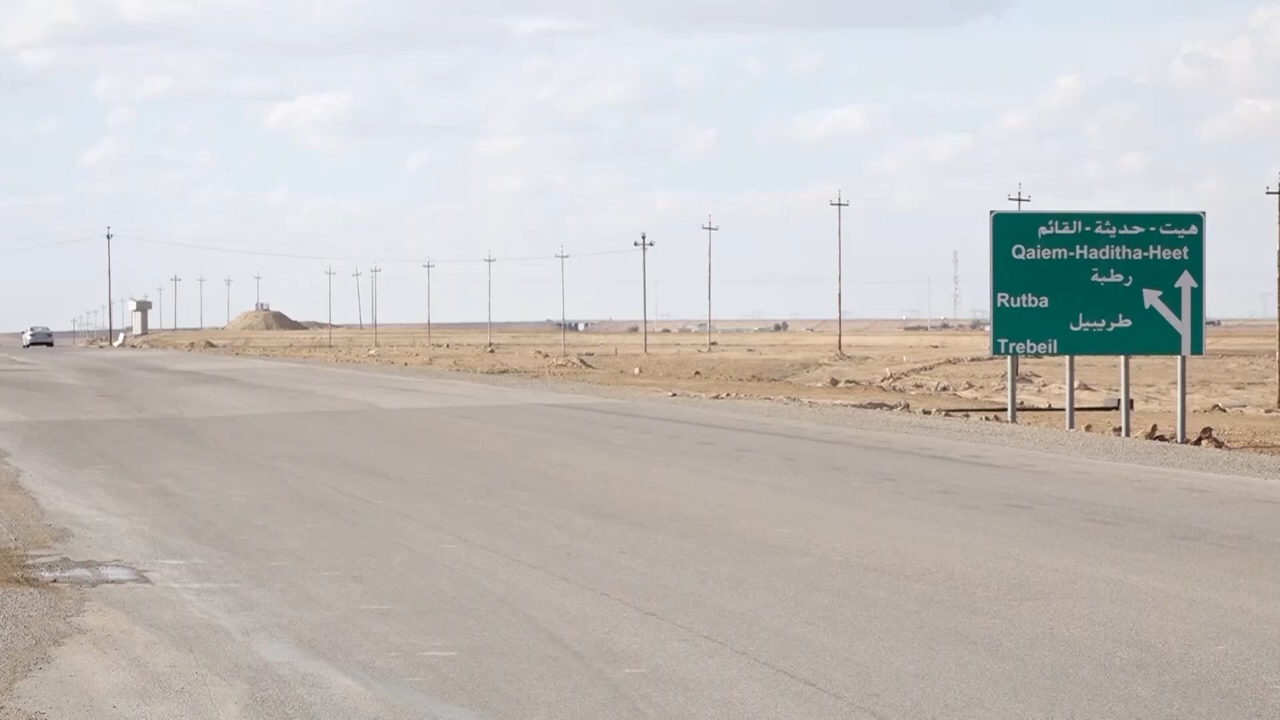 هيت - حديثة - القائم
Qaiem-Haditha-Heet
رطبة
Rutba
طريبيل
Trebeil